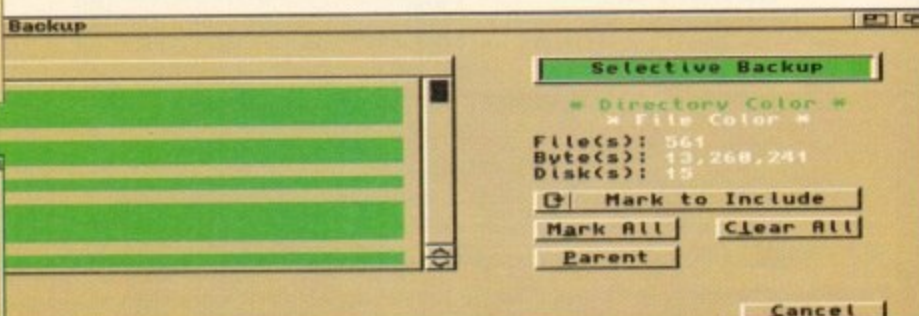 Backup
Selective Backup
* Directory Color *
* File Color *
File(s): 561
Byte(s): 13,260,241
Disk(s): 15
Mark to Include
Mark All
Clear All
Parent
Cancel